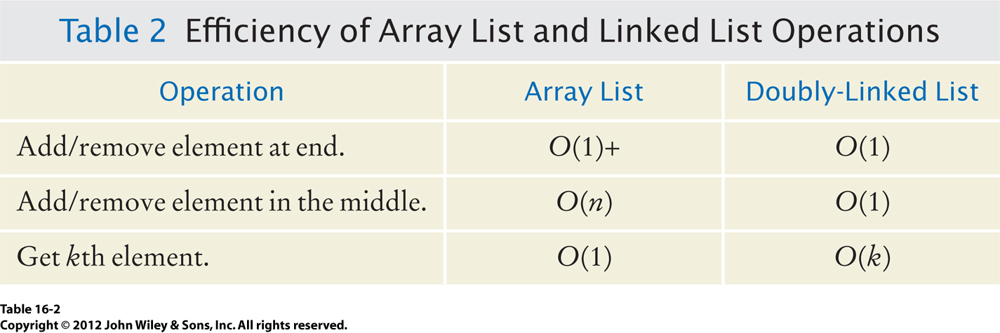 Table 2 Efficiency of Array List and Linked List Operations
Operation Array List Doubly-Linked List
Add/remove element at end. O(1)+ O(1)
Add/remove element in the middle. O(n) O(1)
Get kth element. O(1) O(k)
Table 16-2
Copyright © 2012 John Wiley & Sons, Inc. All rights reserved.